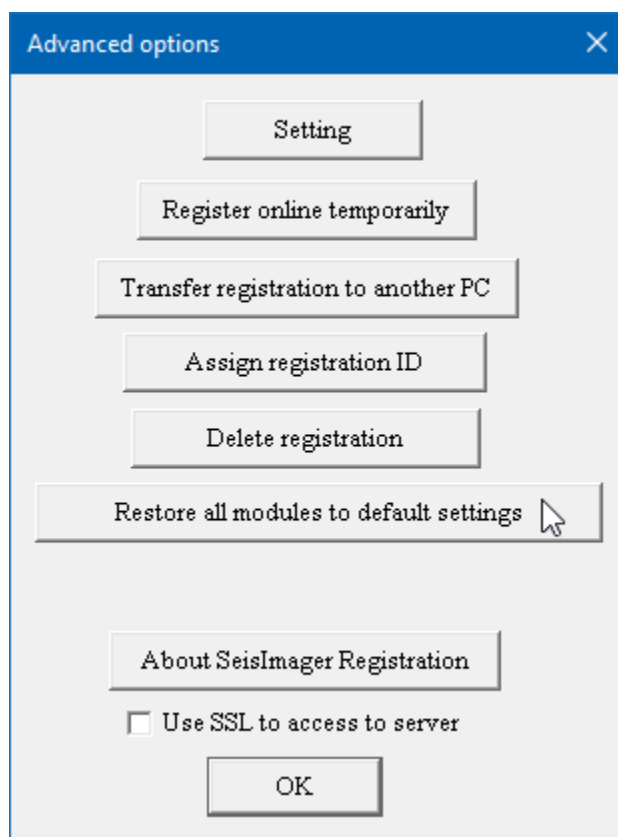 Advanced options
Setting
Register online temporarily
Transfer registration to another PC
Assign registration ID
Delete registration
Restore all modules to default settings
About SeisImager Registration
Use SSL to access to server
OK